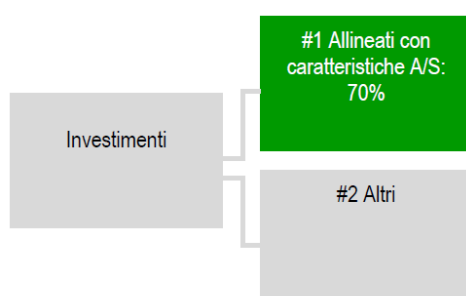 #1 Allineati con
caratteristiche A/S:
70%
Investimenti
#2 Altri